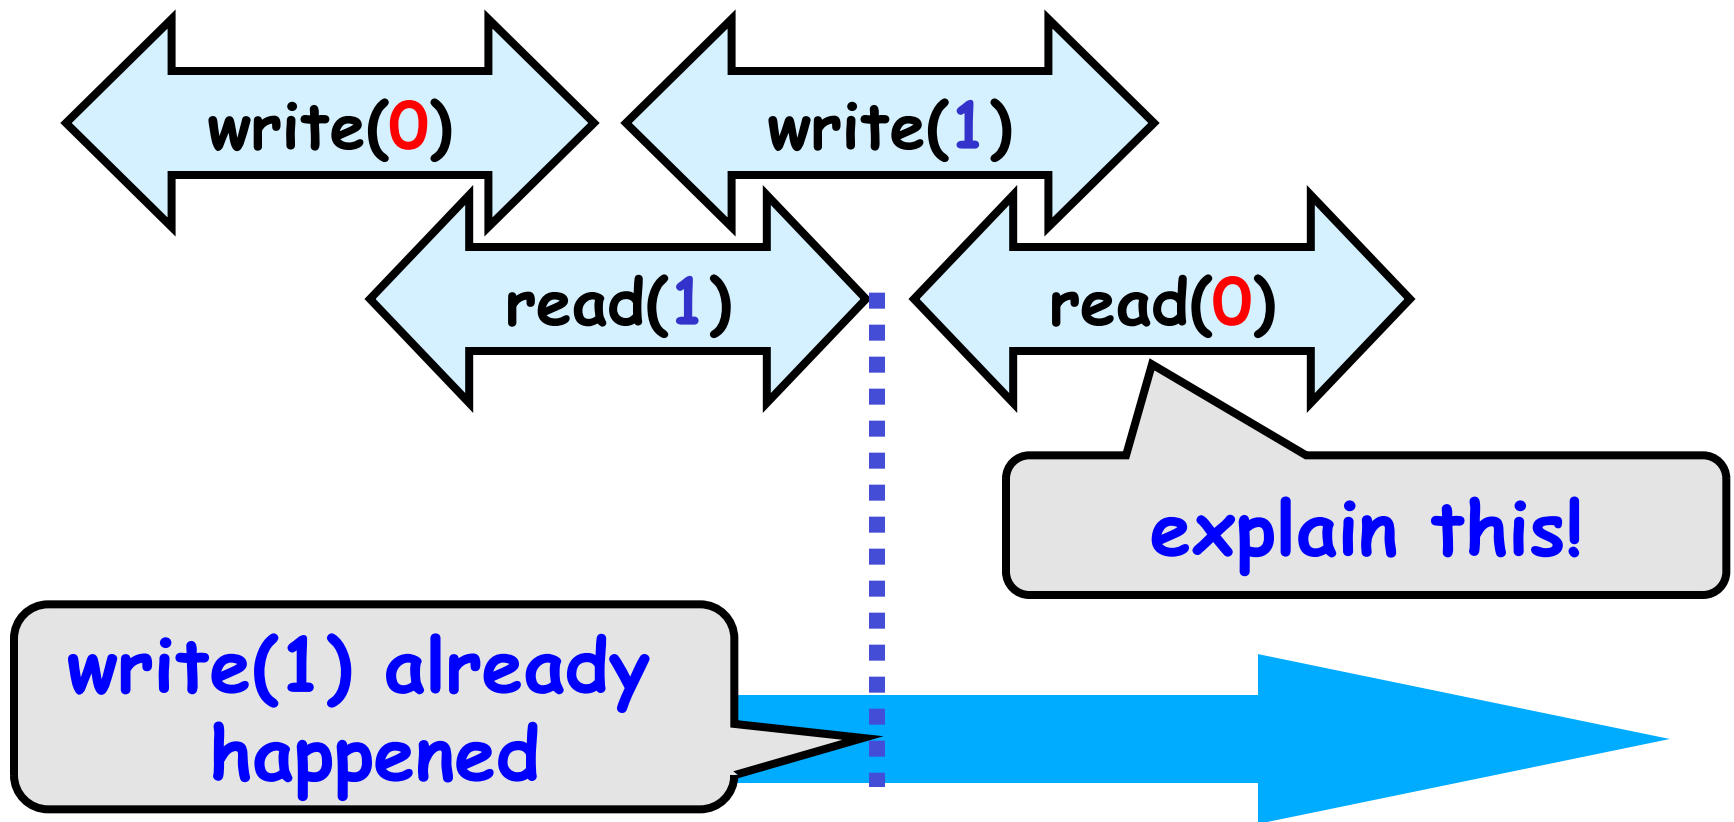 write(0) write(1)
read(1) read(0)
explain this!
write(1) already
happened